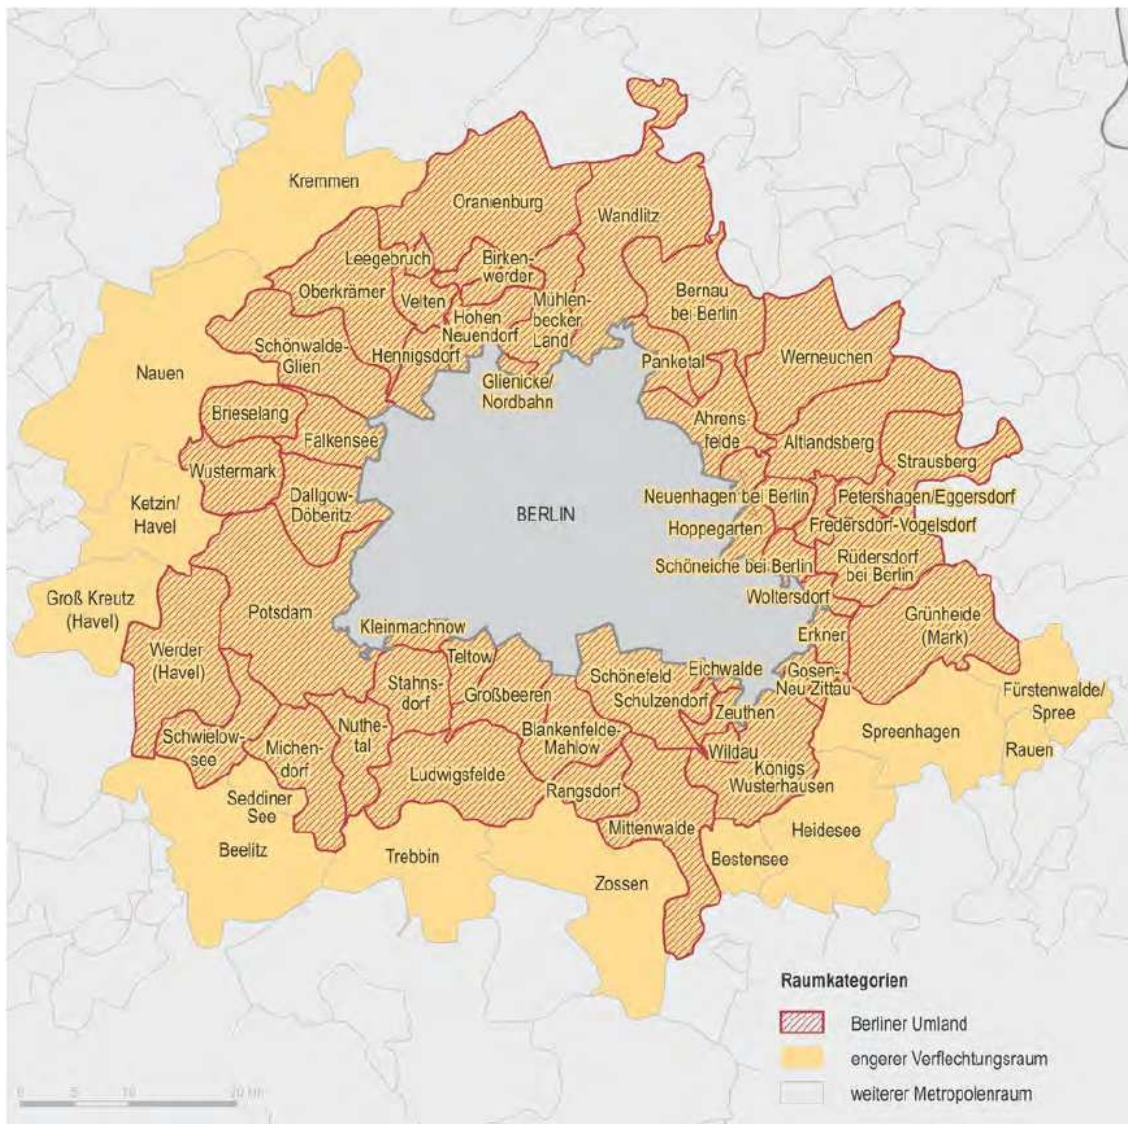 Kremmen
Oranienburg
Wandlitz
Leegebruch
Birken-
werder
Oberkrämer
Velten
Mühlen-
becker
Land
Bernau
bei Berlin
Hohen
Neuendorf
Schönwalde-
Glien
Hennigsdorf
Nauen
Panketal
Werneuchen
Glienicke/
Nordbahn
Brieselang
Falkensee
Ahrens-
felde
Altlandsberg
Strausberg
Wustermark
Dallgow-
Döberitz
Ketzin/
Havel
BERLIN
Neuenhagen bei Berlin
Petershagen/Eggersdorf
Hoppegarten
Fredersdorf-Vogelsdorf
Schöneiche bei Berlin
Rüdersdorf
bei Berlin
Woltersdorf
Groß Kreutz
(Havel)
Potsdam
Kleinmachnow
Grünheide
(Mark)
Erkner
Werder
(Havel)
Teltow
Stahns-
dorf
Großbeeren
Schönefeld
Eichwalde
Schulzendorf
Gosen-
Neu Zittau
Zeuthen
Fürstenwalde/
Spree
Rauen
Spreenhagen
Schwielow-
see
Michen-
dorf
Nuthe-
tal
Blankenfelde-
Mahlow
Wildau
Königs
Wusterhausen
Ludwigsfelde
Rangsdorf
Seddiner
See
Mittenwalde
Heidesee
Beelitz
Trebbin
Bestensee
Zossen
Raumkategorien
Berliner Umland
engerer Verflechtungsraum
weiterer Metropolenraum
0 5 10 20 km